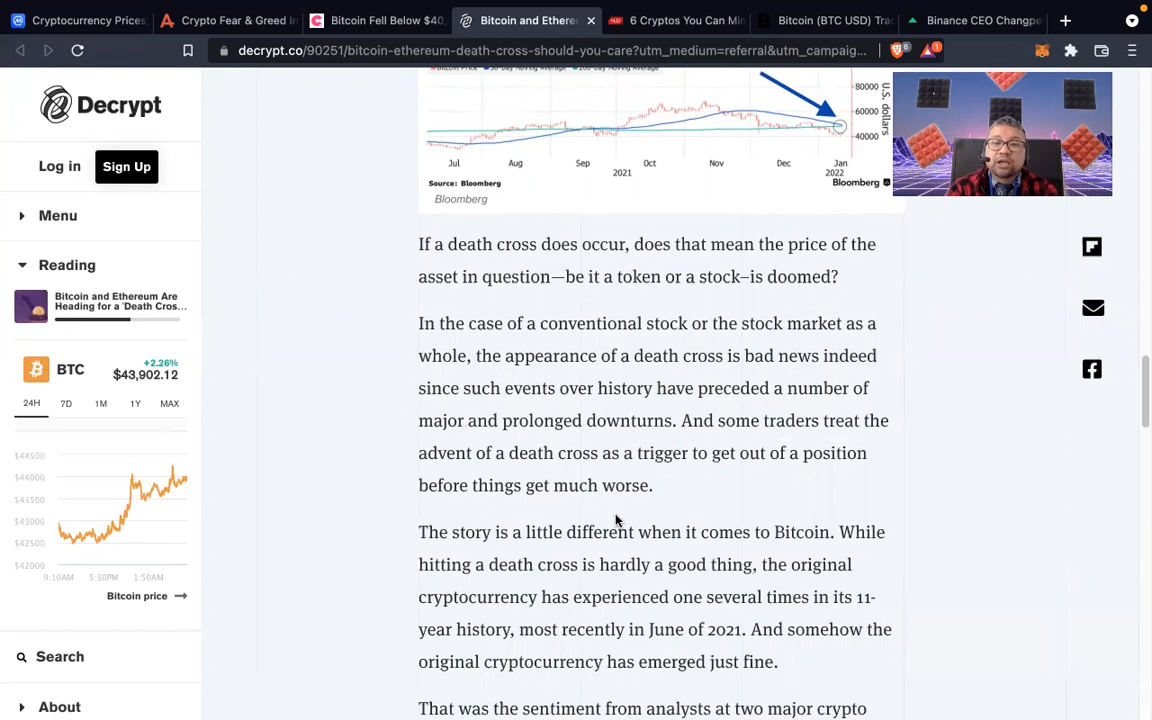 Cryptocurrency Prices,
Crypto Fear & Greed In
Bitcoin Fell Below $40,
Bitcoin and Ethere
6 Cryptos You Can Mi
Bitcoin (BTC USD) Tra
Binance CEO Changpe
decrypt.co/90251/bitcoin-ethereum-death-cross-should-you-care?utm_medium=referral&utm_campaig...
6
1
Decrypt
Log in
Sign Up
Menu
Reading
Bitcoin and Ethereum Are
Heading for a 'Death Cros...
BTC
+2.26%
$43,902.12
24H 7D 1M 1Y MAX
$44500
$44000
$43500
$43000
$42500
$42000
9:10AM 5:30PM 1:50AM
Bitcoin price
Search
About
80000
60000
40000
U.S. dollars
Jul Aug Sep Oct Nov Dec Jan
2021 2022
Source: Bloomberg
Bloomberg
Bloomberg
If a death cross does occur, does that mean the price of the
asset in question—be it a token or a stock–is doomed?
In the case of a conventional stock or the stock market as a
whole, the appearance of a death cross is bad news indeed
since such events over history have preceded a number of
major and prolonged downturns. And some traders treat the
advent of a death cross as a trigger to get out of a position
before things get much worse.
The story is a little different when it comes to Bitcoin. While
hitting a death cross is hardly a good thing, the original
cryptocurrency has experienced one several times in its 11-
year history, most recently in June of 2021. And somehow the
original cryptocurrency has emerged just fine.
That was the sentiment from analysts at two major crypto